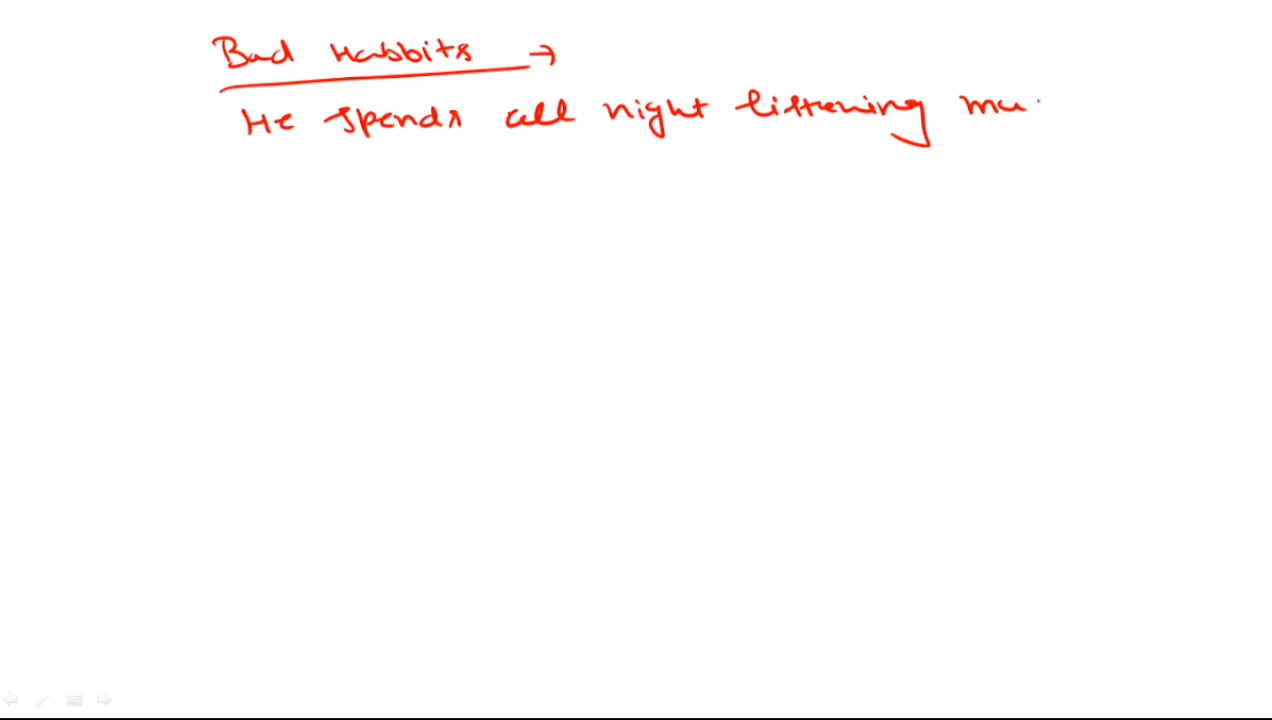 Bad Habbits →
He spends all night listening mu